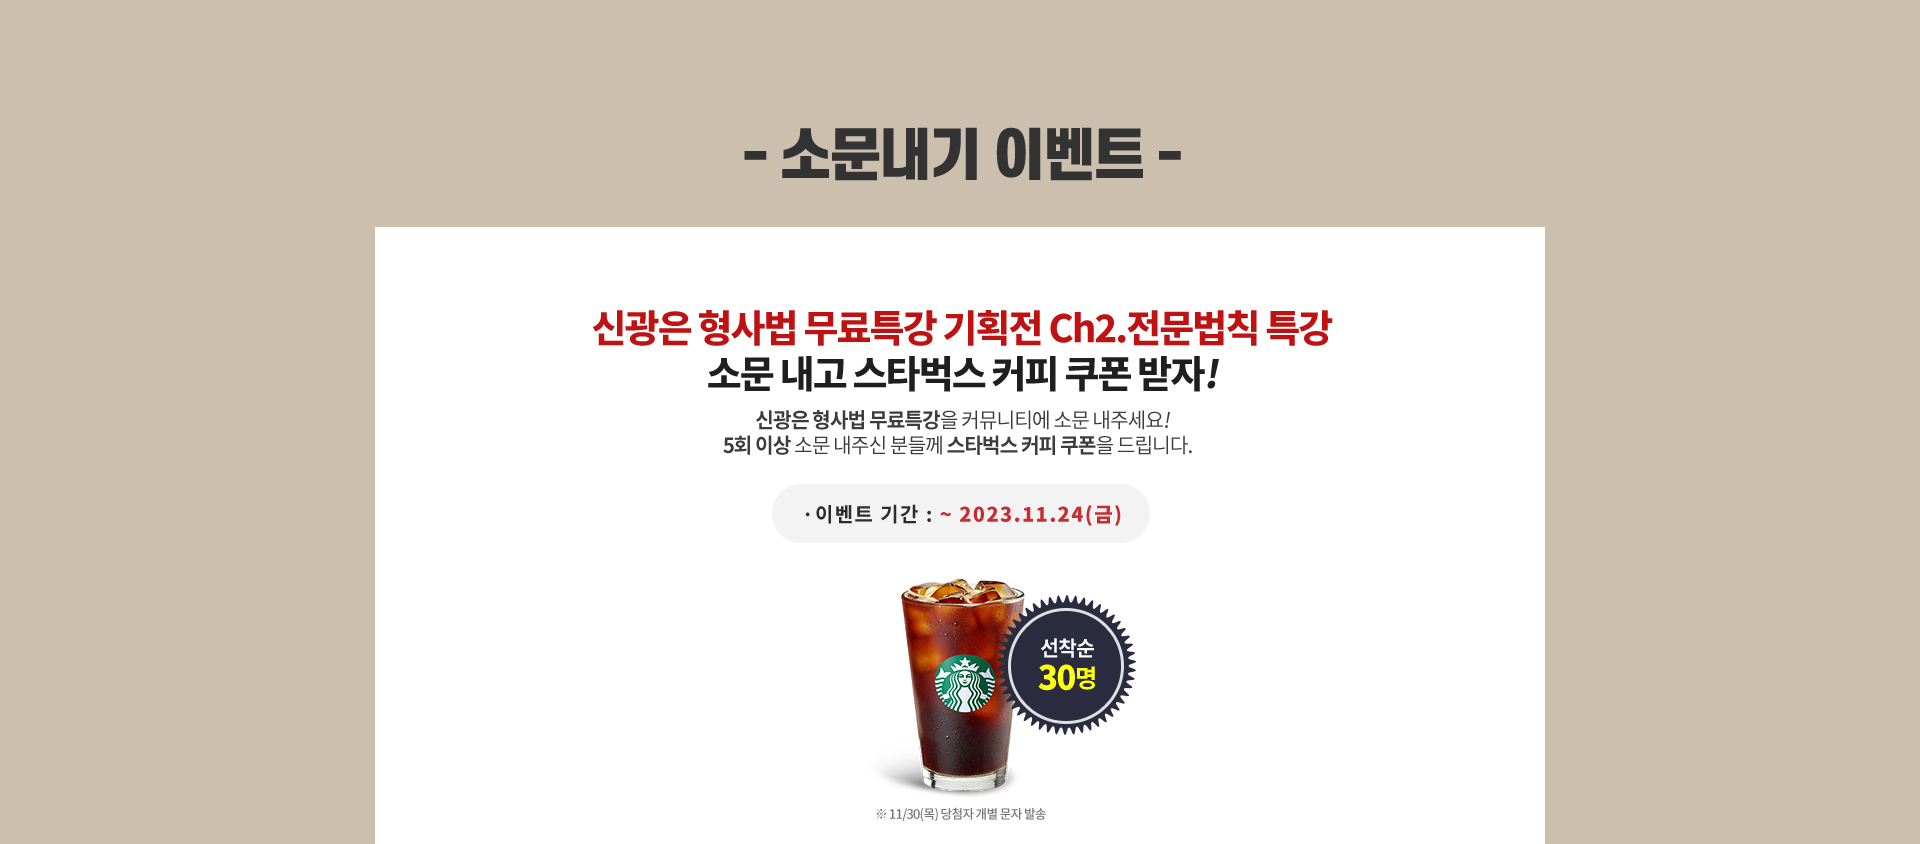 - 소문내기 이벤트 -
신광은 형사법 무료특강 기획전 Ch2.전문법칙 특강
소문 내고 스타벅스 커피 쿠폰 받자!
신광은 형사법 무료특강을 커뮤니티에 소문 내주세요!
5회 이상 소문 내주신 분들께 스타벅스 커피 쿠폰을 드립니다.
· 이벤트 기간 : ~ 2023.11.24(금)
선착순
30명
※ 11/30(목) 당첨자 개별 문자 발송